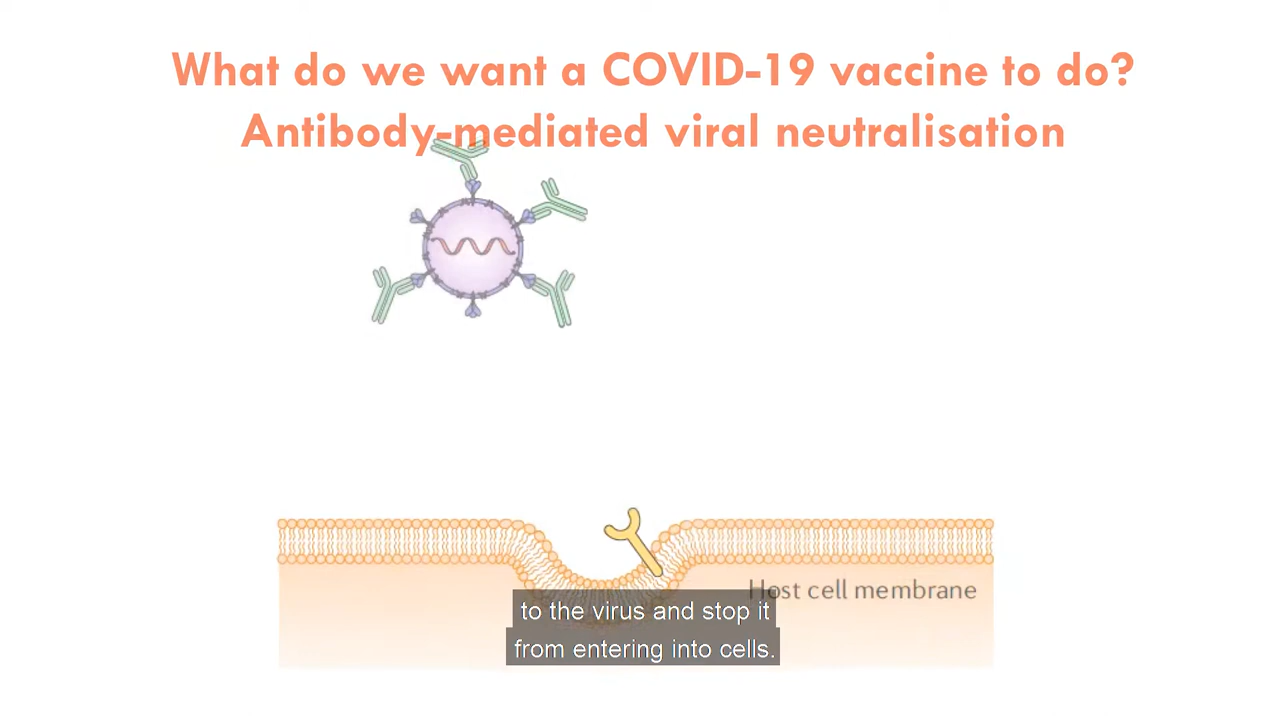 What do we want a COVID-19 vaccine to do?
Antibody-mediated viral neutralisation
Host cell membrane
to the virus and stop it
from entering into cells.